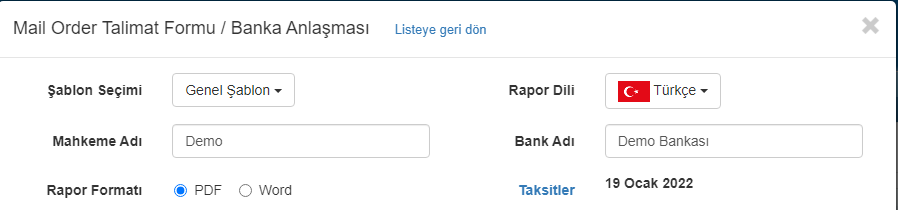 Mail Order Talimat Formu / Banka Anlaşması Listeye geri dön
Şablon Seçimi Genel Şablon Rapor Dili Türkçe
Mahkeme Adı Demo Bank Adı Demo Bankası
Rapor Formatı PDF Word Taksitler 19 Ocak 2022